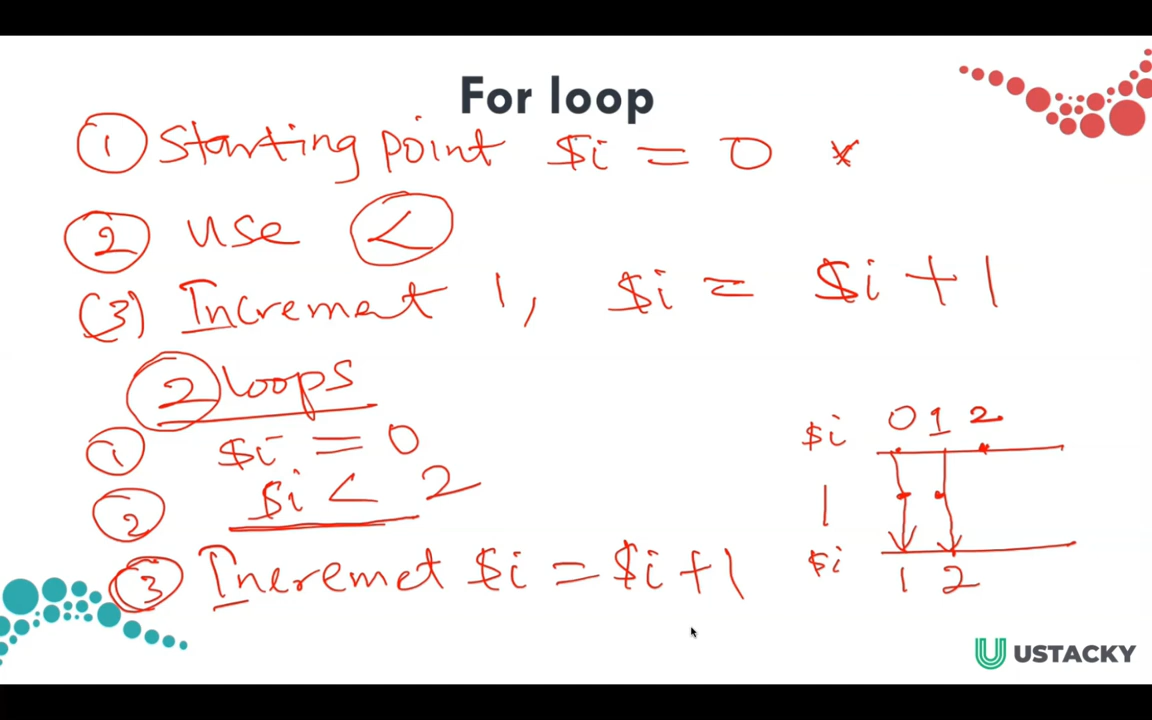 For loop
① Starting point $i = 0 *
② Use <
(3) Increment 1, $i = $i + 1
2 loops
① $i = 0
② $i < 2
③ Incremet $i = $i + 1
$i 0 1 2
1
$i 1 2
USTACKY